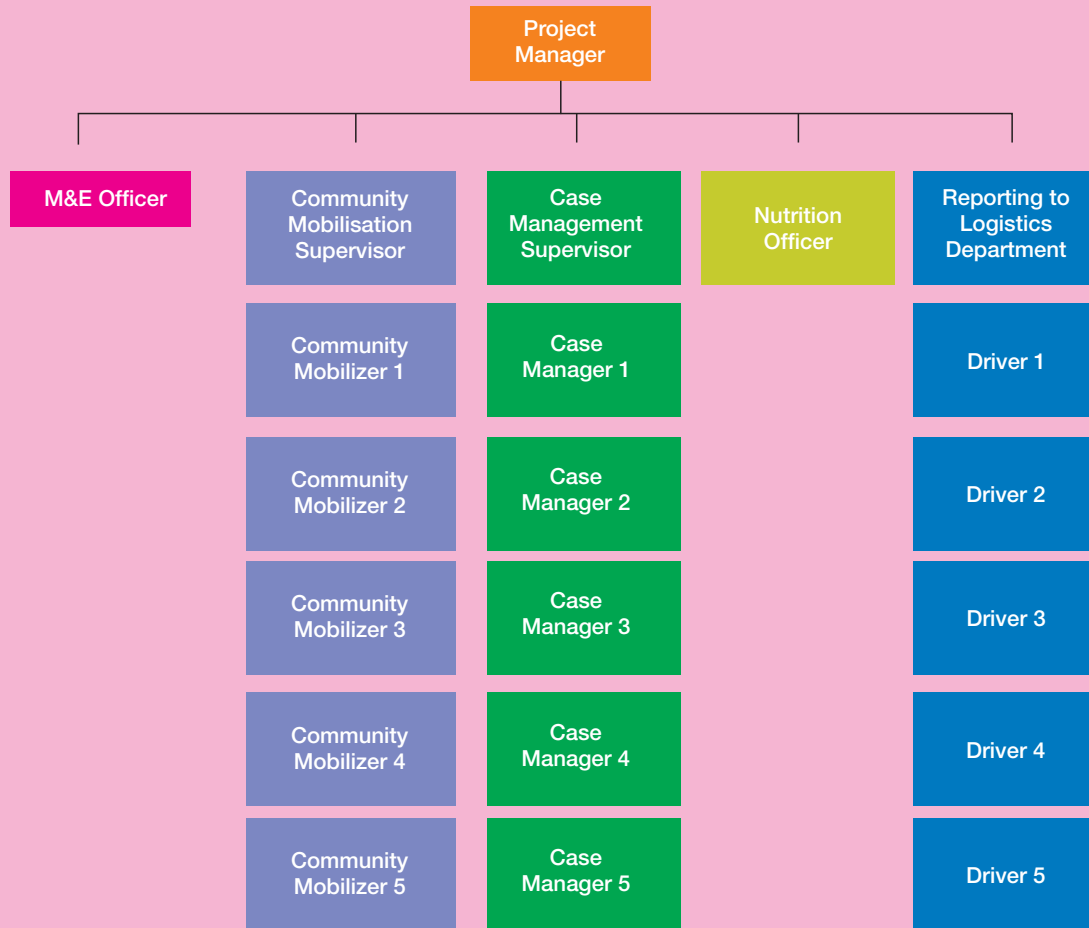 Project
Manager
M&E Officer
Community
Mobilisation
Supervisor
Case
Management
Supervisor
Nutrition
Officer
Reporting to
Logistics
Department
Community
Mobilizer 1
Case
Manager 1
Driver 1
Community
Mobilizer 2
Case
Manager 2
Driver 2
Community
Mobilizer 3
Case
Manager 3
Driver 3
Community
Mobilizer 4
Case
Manager 4
Driver 4
Community
Mobilizer 5
Case
Manager 5
Driver 5